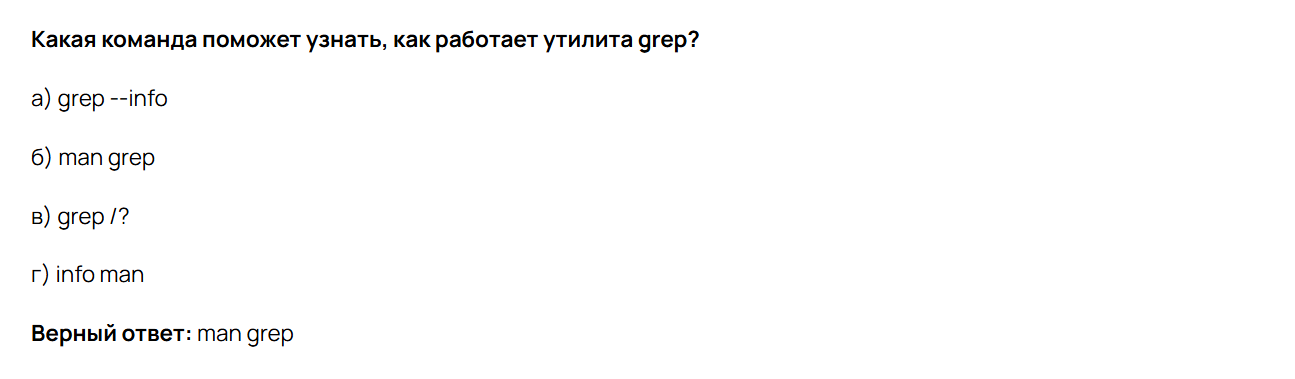 Какая команда поможет узнать, как работает утилита grep?
а) grep --info
б) man grep
в) grep /?
г) info man
Верный ответ: man grep